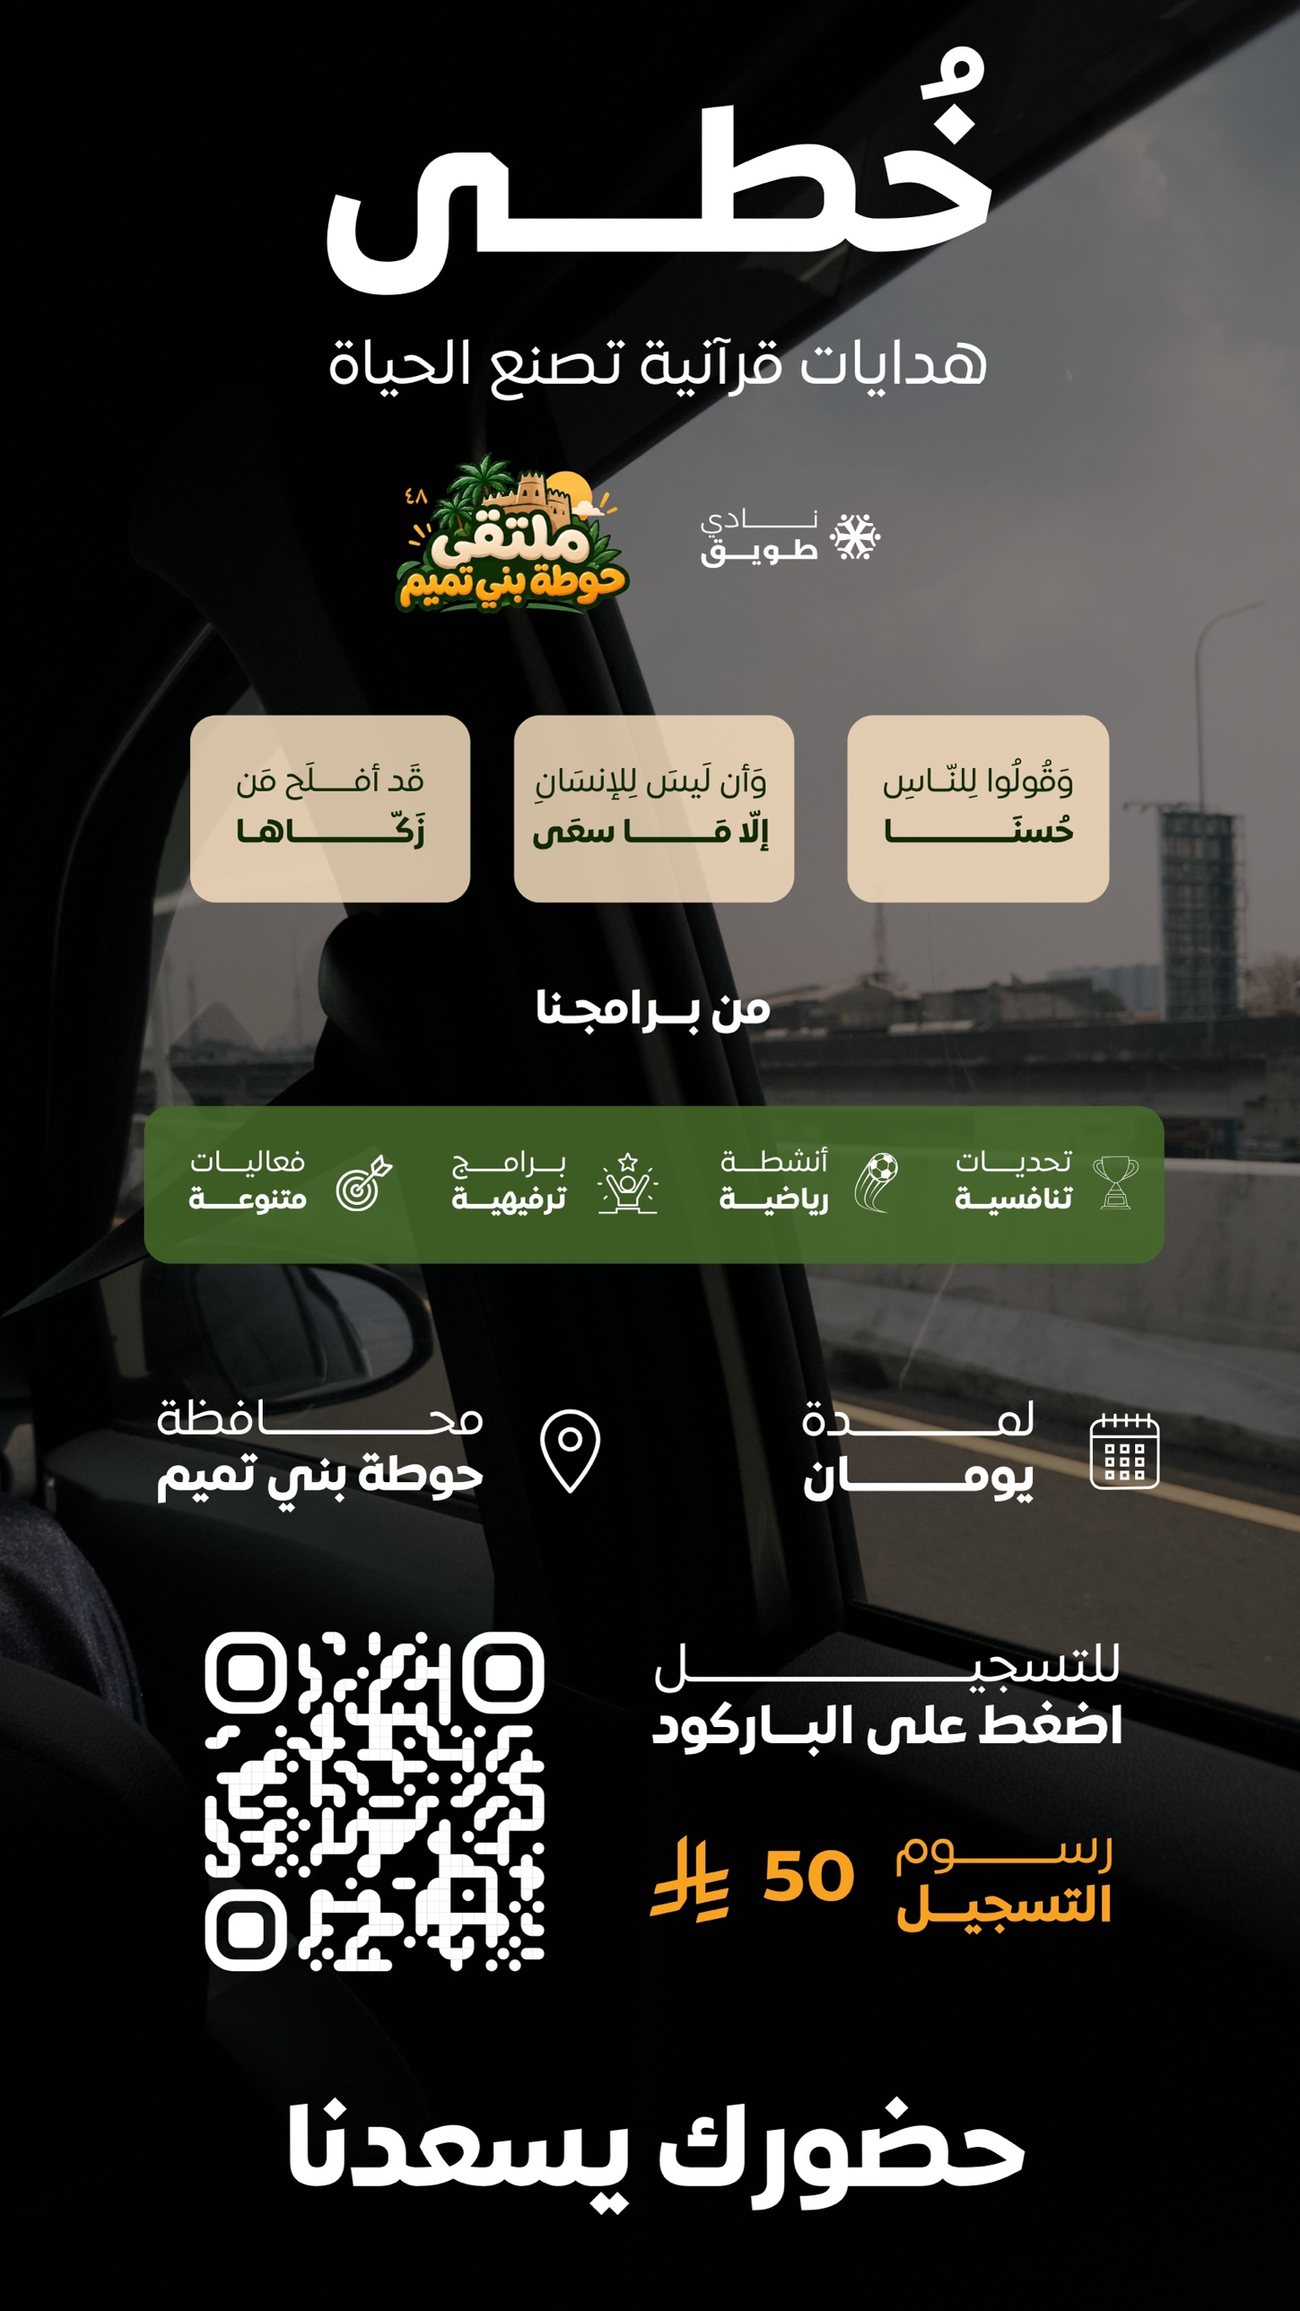 خُطى
هدايات قرآنية تصنع الحياة
نادي
طويق
٤٨
ملتقى
حوطة بني تميم
وَقُولُوا لِلنّاسِ
حُسنَا
وَأن لَيسَ لِلإنسَانِ
إلّا مَا سعَى
قَد أفلَح مَن
زَكّاها
من برامجنا
تحديات
تنافسية
أنشطة
رياضية
برامج
ترفيهية
فعاليات
متنوعة
لمدة
يومان
محافظة
حوطة بني تميم
للتسجيل
اضغط على الباركود
رسوم
التسجيل
50 ⃁
حضورك يسعدنا